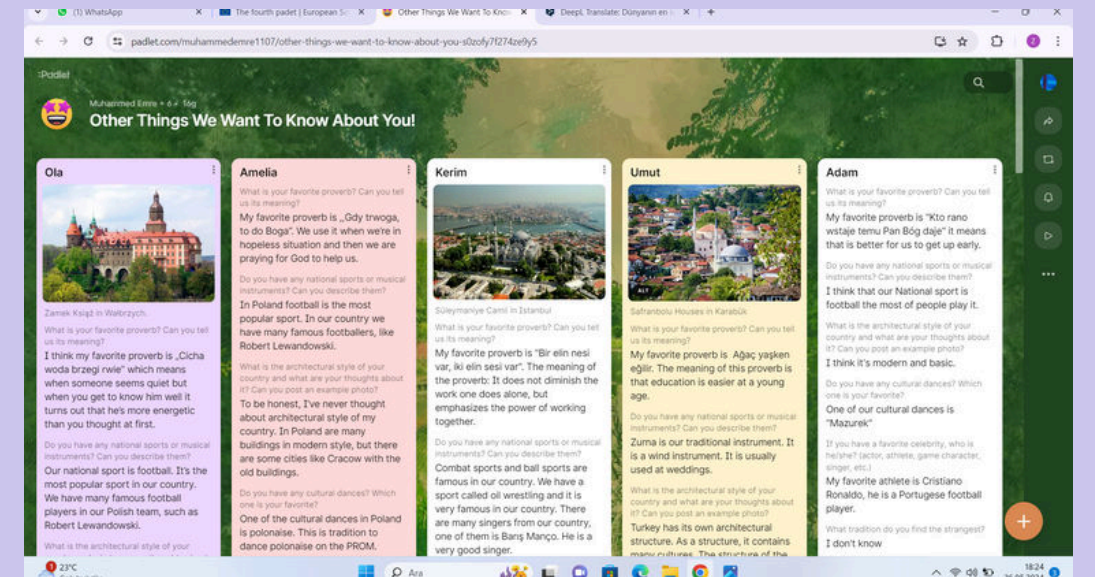 (1) WhatsApp
The fourth padet | European Sc
Other Things We Want To Know
DeepL Translate: Dünyanın en
padlet.com/muhammedemre1107/other-things-we-want-to-know-about-you-s0zofy7f274ze9y5
:Padlet
Muhammed Emre • 6
Other Things We Want To Know About You!
Ola
Zamek Książ in Wałbrzych.
What is your favorite proverb? Can you tell
us its meaning?
I think my favorite proverb is „Cicha
woda brzegi rwie" which means
when someone seems quiet but
when you get to know him well it
turns out that he's more energetic
than you thought at first.
Do you have any national sports or musical
instruments? Can you describe them?
Our national sport is football. It's the
most popular sport in our country.
We have many famous football
players in our Polish team, such as
Robert Lewandowski.
What is the architectural style of your
Amelia
What is your favorite proverb? Can you tell
us its meaning?
My favorite proverb is „Gdy trwoga,
to do Boga". We use it when we're in
hopeless situation and then we are
praying for God to help us.
Do you have any national sports or musical
instruments? Can you describe them?
In Poland football is the most
popular sport. In our country we
have many famous footballers, like
Robert Lewandowski.
What is the architectural style of your
country and what are your thoughts about
it? Can you post an example photo?
To be honest, I've never thought
about architectural style of my
country. In Poland are many
buildings in modern style, but there
are some cities like Cracow with the
old buildings.
Do you have any cultural dances? Which
one is your favorite?
One of the cultural dances in Poland
is polonaise. This is tradition to
dance polonaise on the PROM.
Kerim
Süleymaniye Camii in Istanbul
What is your favorite proverb? Can you tell
us its meaning?
My favorite proverb is "Bir elin nesi
var, iki elin sesi var". The meaning of
the proverb: It does not diminish the
work one does alone, but
emphasizes the power of working
together.
Do you have any national sports or musical
instruments? Can you describe them?
Combat sports and ball sports are
famous in our country. We have a
sport called oil wrestling and it is
very famous in our country. There
are many singers from our country,
one of them is Barış Manço. He is a
very good singer.
Umut
ALT
Safranbolu Houses in Karabük
What is your favorite proverb? Can you tell
us its meaning?
My favorite proverb is Ağaç yaşken
eğilir. The meaning of this proverb is
that education is easier at a young
age.
Do you have any national sports or musical
instruments? Can you describe them?
Zurna is our traditional instrument. It
is a wind instrument. It is usually
used at weddings.
What is the architectural style of your
country and what are your thoughts about
it? Can you post an example photo?
Turkey has its own architectural
structure. As a structure, it contains
many cultures. The structure of the
Adam
What is your favorite proverb? Can you tell
us its meaning?
My favorite proverb is "Kto rano
wstaje temu Pan Bóg daje" it means
that is better for us to get up early.
Do you have any national sports or musical
instruments? Can you describe them?
I think that our National sport is
football the most of people play it.
What is the architectural style of your
country and what are your thoughts about
it? Can you post an example photo?
I think it's modern and basic.
Do you have any cultural dances? Which
one is your favorite?
One of our cultural dances is
"Mazurek"
If you have a favorite celebrity, who is
he/she? (actor, athlete, game character,
singer, etc.)
My favorite athlete is Cristiano
Ronaldo, he is a Portugese football
player.
What tradition do you find the strangest?
I don't know
23°C
Ara
18:24